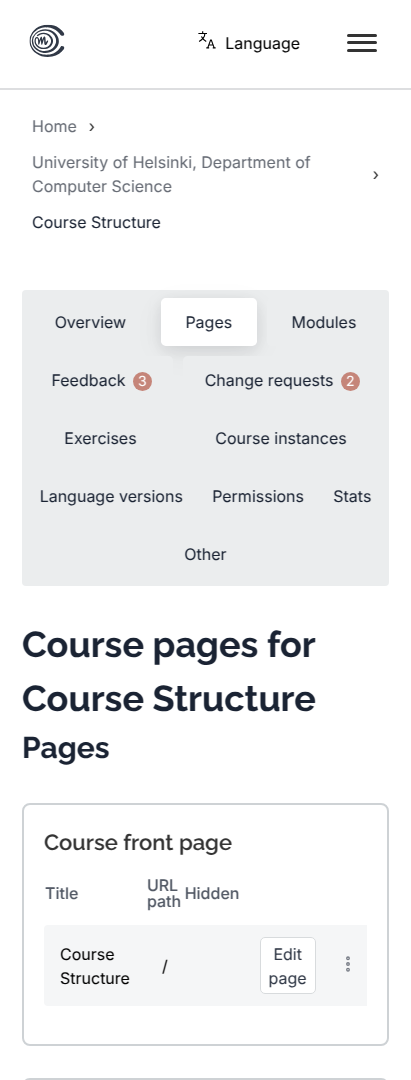 Language
Home ›
University of Helsinki, Department of
Computer Science ›
Course Structure
Overview Pages Modules
Feedback 3 Change requests 2
Exercises Course instances
Language versions Permissions Stats
Other
Course pages for
Course Structure
Pages
Course front page
Title URL path Hidden
Course Structure / Edit page